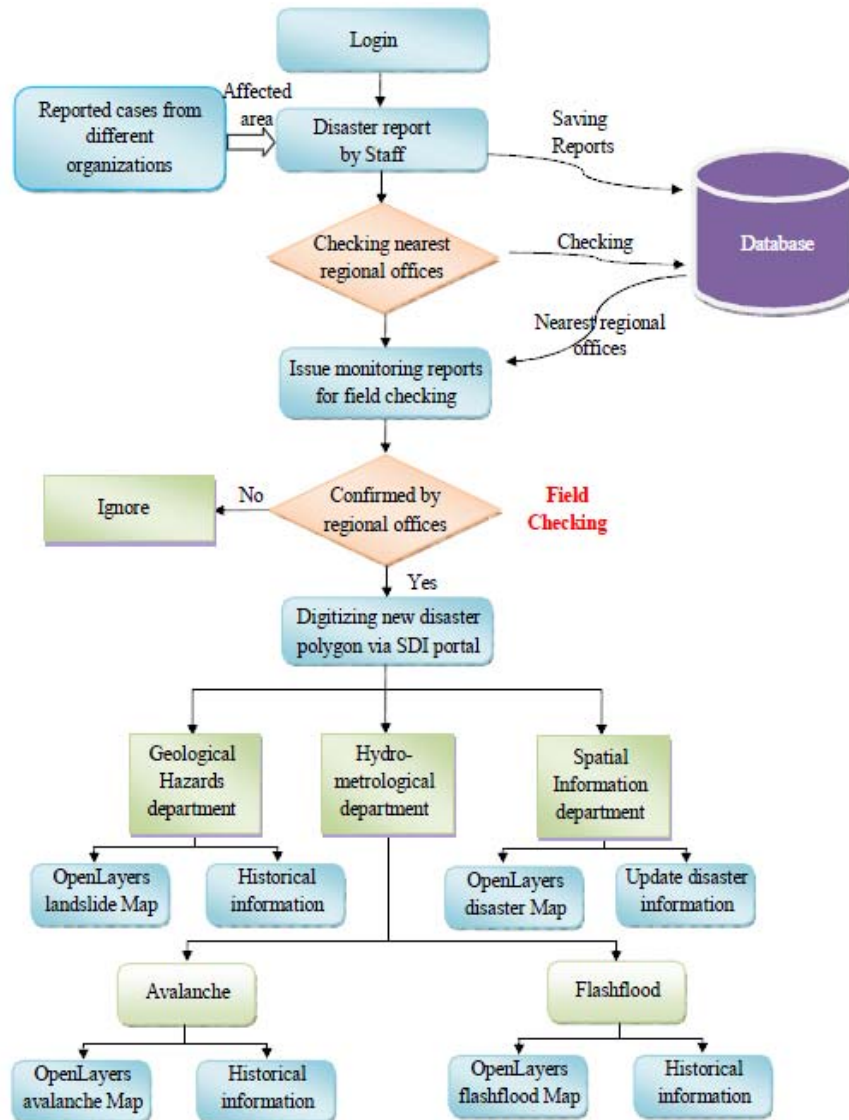 Login
Reported cases from
different
organizations
Affected
area
Disaster report
by Staff
Saving
Reports
Database
Checking nearest
regional offices
Checking
Nearest regional
offices
Issue monitoring reports
for field checking
Ignore
No
Confirmed by
regional offices
Field
Checking
Yes
Digitizing new disaster
polygon via SDI portal
Geological
Hazards
department
Hydro-
metrological
department
Spatial
Information
department
OpenLayers
landslide Map
Historical
information
OpenLayers
disaster Map
Update disaster
information
Avalanche
Flashflood
OpenLayers
avalanche Map
Historical
information
OpenLayers
flashflood Map
Historical
information